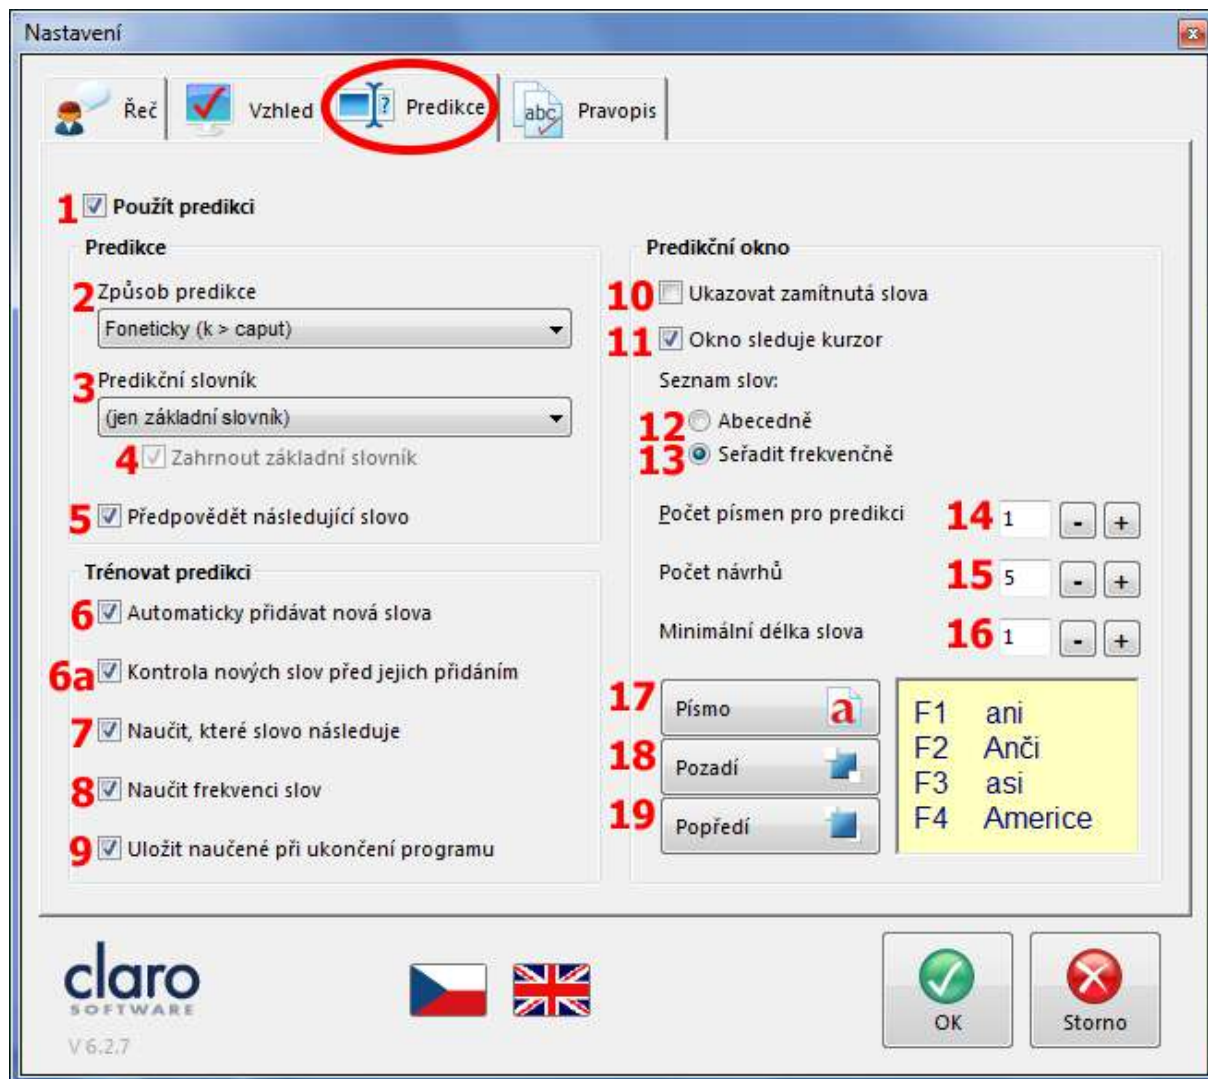 Nastavení
Řeč
Vzhled
? Predikce
abc Pravopis
1 Použít predikci
Predikce
2 Způsob predikce
Foneticky (k > caput)
3 Predikční slovník
(jen základní slovník)
4 Zahrnout základní slovník
5 Předpovědět následující slovo
Trénovat predikci
6 Automaticky přidávat nová slova
6a Kontrola nových slov před jejich přidáním
7 Naučit, které slovo následuje
8 Naučit frekvenci slov
9 Uložit naučené při ukončení programu
Predikční okno
10 Ukazovat zamítnutá slova
11 Okno sleduje kurzor
Seznam slov:
12 Abecedně
13 Seřadit frekvenčně
Počet písmen pro predikci 14 1 - +
Počet návrhů 15 5 - +
Minimální délka slova 16 1 - +
17 Písmo a
18 Pozadí
19 Popředí
F1 ani
F2 Anči
F3 asi
F4 Americe
claro
SOFTWARE
V 6.2.7
OK
Storno